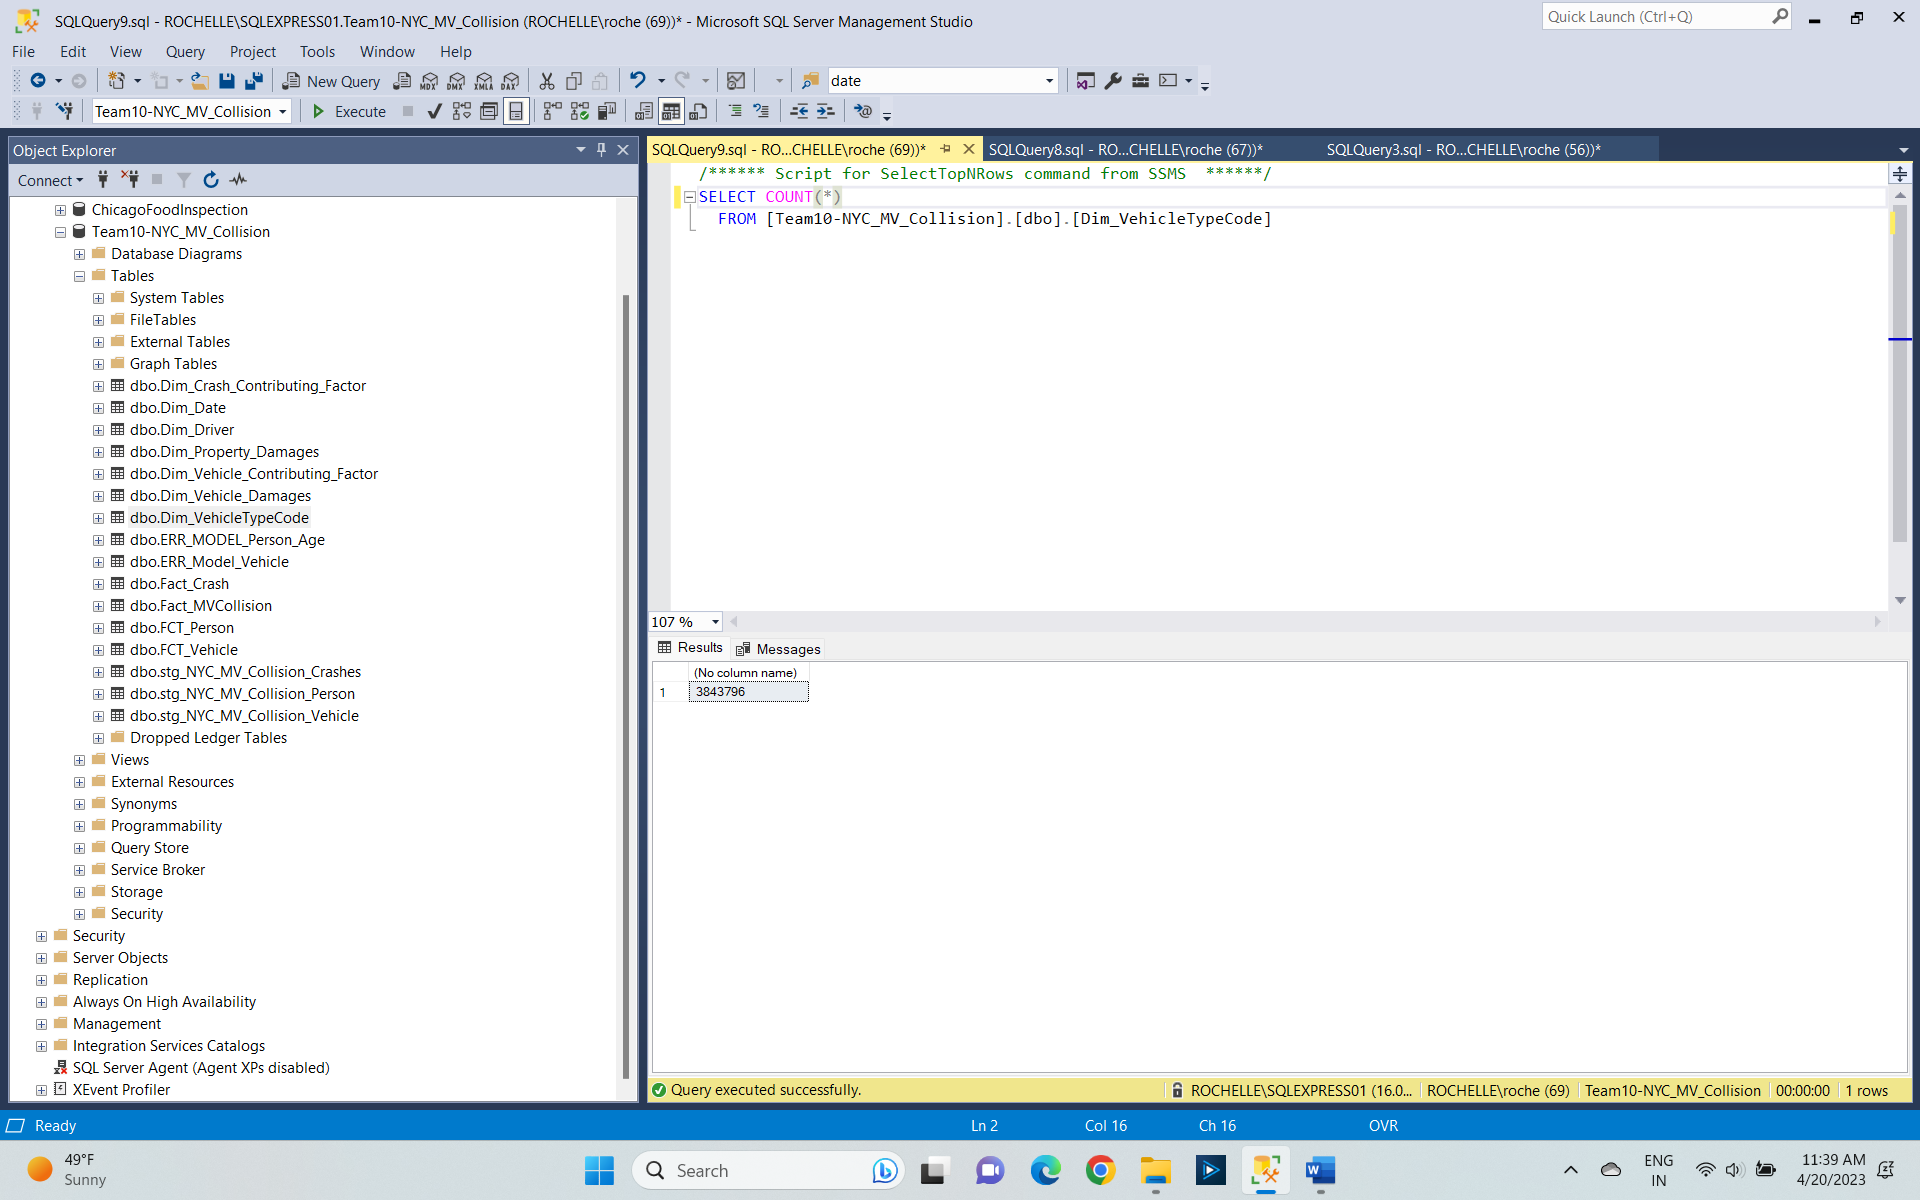 SQLQuery9.sql - ROCHELLE\SQLEXPRESS01.Team10-NYC_MV_Collision (ROCHELLE\roche (69))* - Microsoft SQL Server Management Studio
Quick Launch (Ctrl+Q)
File Edit View Query Project Tools Window Help
New Query
MDX DMX XMLA DAX
date
Team10-NYC_MV_Collision
Execute
Object Explorer
Connect
ChicagoFoodInspection
Team10-NYC_MV_Collision
Database Diagrams
Tables
System Tables
FileTables
External Tables
Graph Tables
dbo.Dim_Crash_Contributing_Factor
dbo.Dim_Date
dbo.Dim_Driver
dbo.Dim_Property_Damages
dbo.Dim_Vehicle_Contributing_Factor
dbo.Dim_Vehicle_Damages
dbo.Dim_VehicleTypeCode
dbo.ERR_MODEL_Person_Age
dbo.ERR_Model_Vehicle
dbo.Fact_Crash
dbo.Fact_MVCollision
dbo.FCT_Person
dbo.FCT_Vehicle
dbo.stg_NYC_MV_Collision_Crashes
dbo.stg_NYC_MV_Collision_Person
dbo.stg_NYC_MV_Collision_Vehicle
Dropped Ledger Tables
Views
External Resources
Synonyms
Programmability
Query Store
Service Broker
Storage
Security
Security
Server Objects
Replication
Always On High Availability
Management
Integration Services Catalogs
SQL Server Agent (Agent XPs disabled)
XEvent Profiler
SQLQuery9.sql - RO...CHELLE\roche (69))* SQLQuery8.sql - RO...CHELLE\roche (67))* SQLQuery3.sql - RO...CHELLE\roche (56))*
/****** Script for SelectTopNRows command from SSMS ******/
SELECT COUNT(*)
FROM [Team10-NYC_MV_Collision].[dbo].[Dim_VehicleTypeCode]
107 %
Results Messages
(No column name)
1 3843796
Query executed successfully. ROCHELLE\SQLEXPRESS01 (16.0... ROCHELLE\roche (69) Team10-NYC_MV_Collision 00:00:00 1 rows
Ready Ln 2 Col 16 Ch 16 OVR
49°F
Sunny
Search
ENG
IN
11:39 AM
4/20/2023